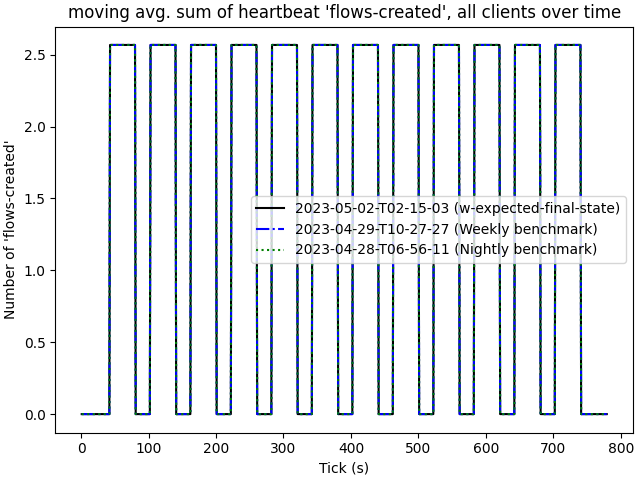 moving avg. sum of heartbeat 'flows-created', all clients over time
Number of 'flows-created'
2.5
2.0
1.5
1.0
0.5
0.0
2023-05-02-T02-15-03 (w-expected-final-state)
2023-04-29-T10-27-27 (Weekly benchmark)
2023-04-28-T06-56-11 (Nightly benchmark)
0 100 200 300 400 500 600 700 800
Tick (s)